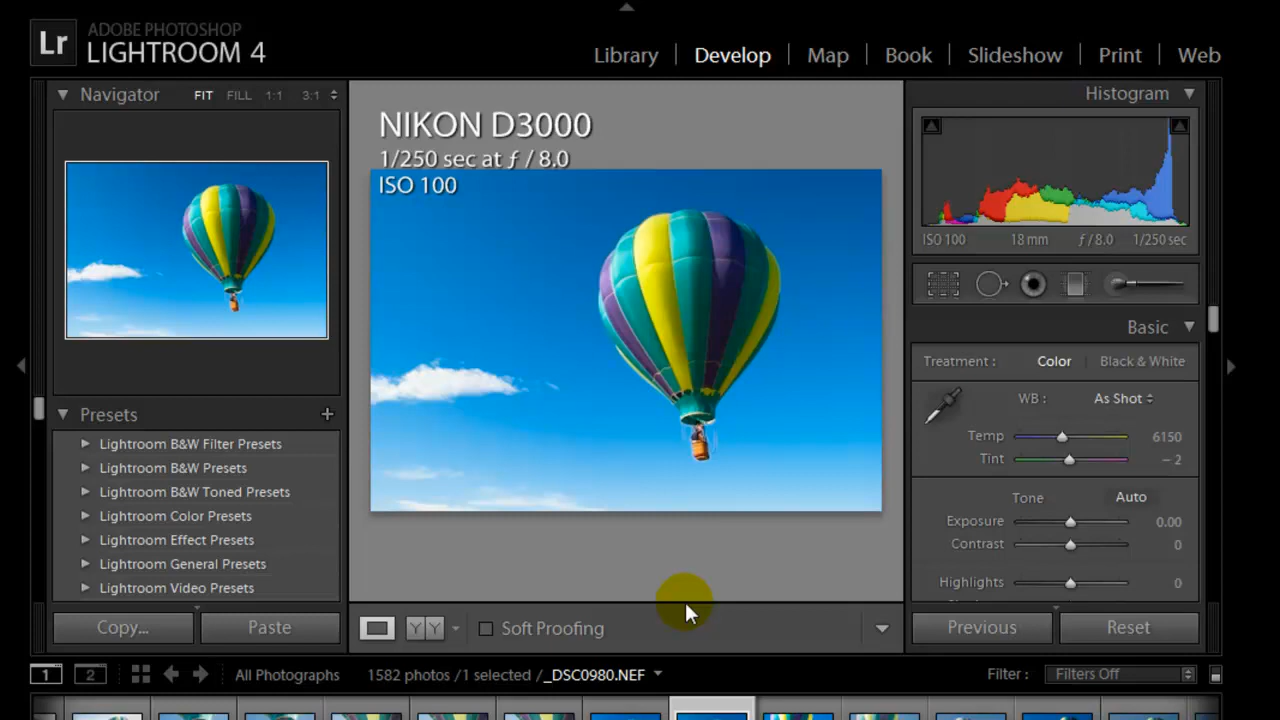 Lr
ADOBE PHOTOSHOP
LIGHTROOM 4
Library | Develop | Map | Book | Slideshow | Print | Web
Navigator FIT FILL 1:1 3:1
Presets +
Lightroom B&W Filter Presets
Lightroom B&W Presets
Lightroom B&W Toned Presets
Lightroom Color Presets
Lightroom Effect Presets
Lightroom General Presets
Lightroom Video Presets
Copy... Paste
NIKON D3000
1/250 sec at ƒ / 8.0
ISO 100
YY Soft Proofing
Histogram
ISO 100 18 mm ƒ / 8.0 1/250 sec
Basic
Treatment : Color | Black & White
WB : As Shot
Temp 6150
Tint – 2
Tone Auto
Exposure 0.00
Contrast 0
Highlights 0
Previous Reset
1 2 All Photographs 1582 photos /1 selected /_DSC0980.NEF Filter : Filters Off